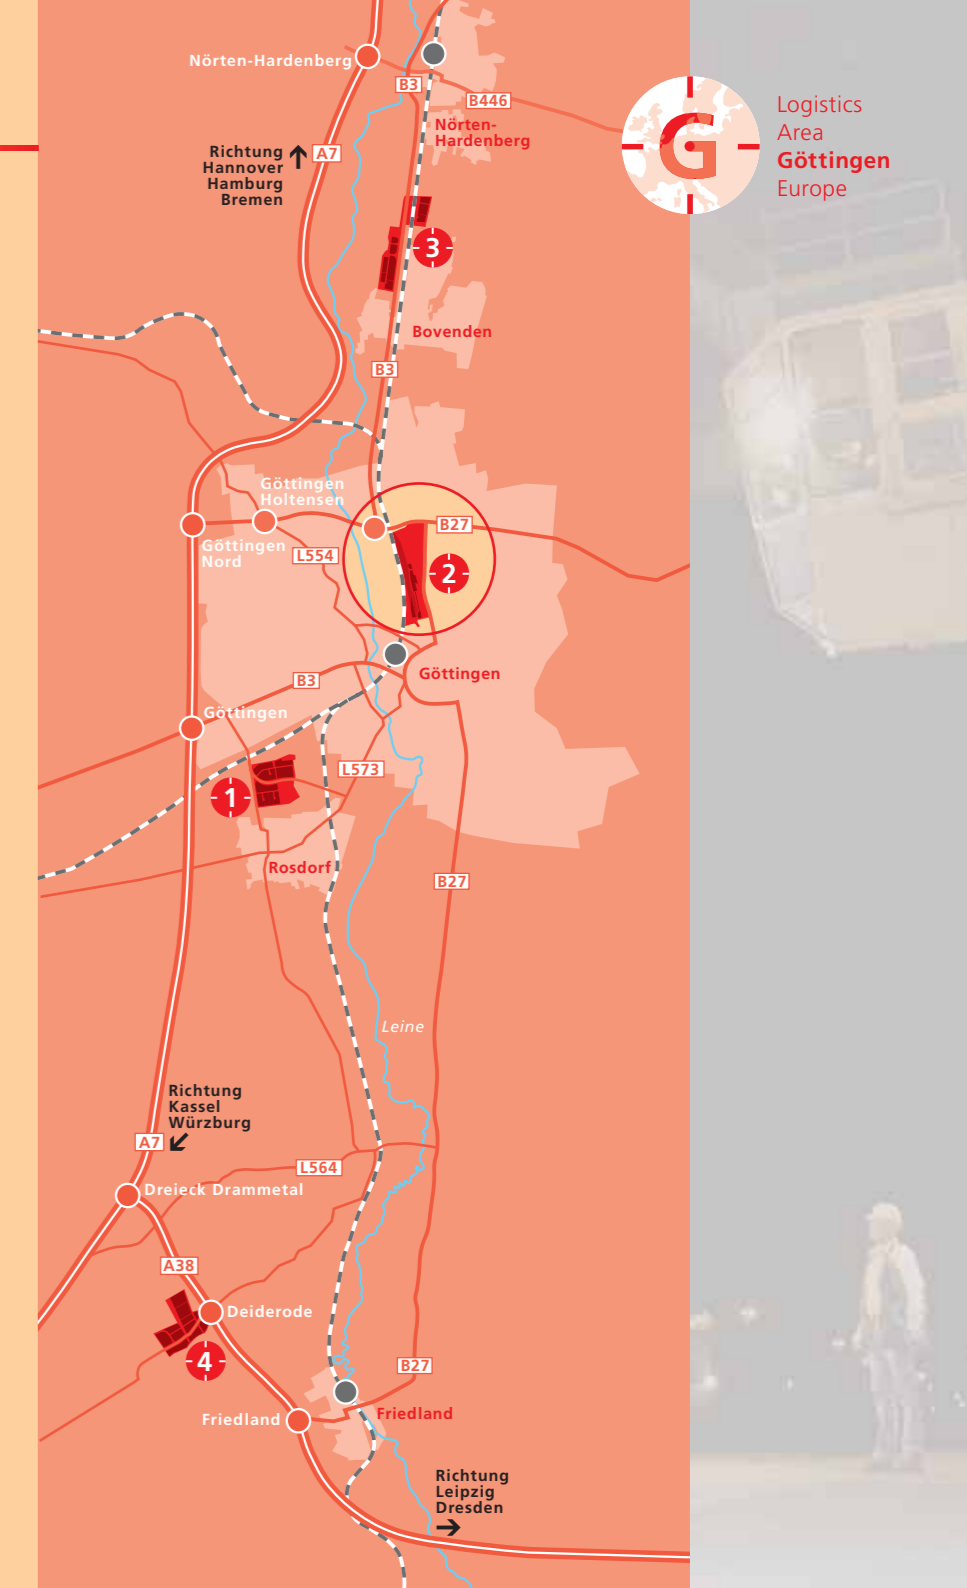 Nörten-Hardenberg
B3
B446
Nörten-
Hardenberg
Richtung
Hannover
Hamburg
Bremen
A7
G
Logistics
Area
Göttingen
Europe
3
Bovenden
B3
Göttingen
Holtensen
B27
Göttingen
Nord
L554
2
Göttingen
B3
Göttingen
L573
1
Rosdorf
B27
Leine
Richtung
Kassel
Würzburg
A7
L564
Dreieck Drammetal
A38
Deiderode
4
B27
Friedland
Friedland
Richtung
Leipzig
Dresden